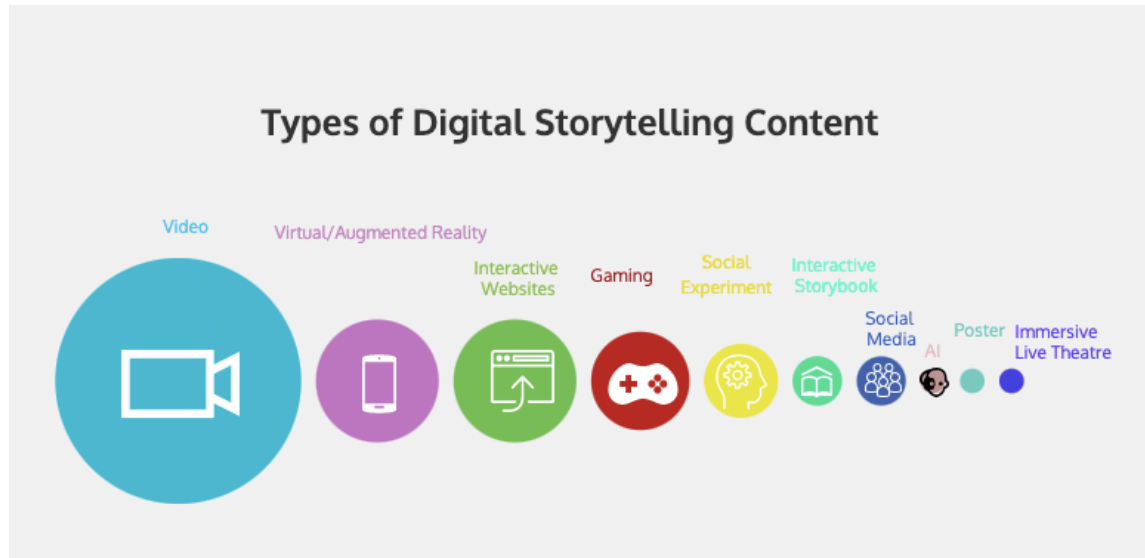 Types of Digital Storytelling Content
Video
Virtual/Augmented Reality
Interactive
Websites
Gaming
Social
Experiment
Interactive
Storybook
Social
Media
AI
Poster
Immersive
Live Theatre